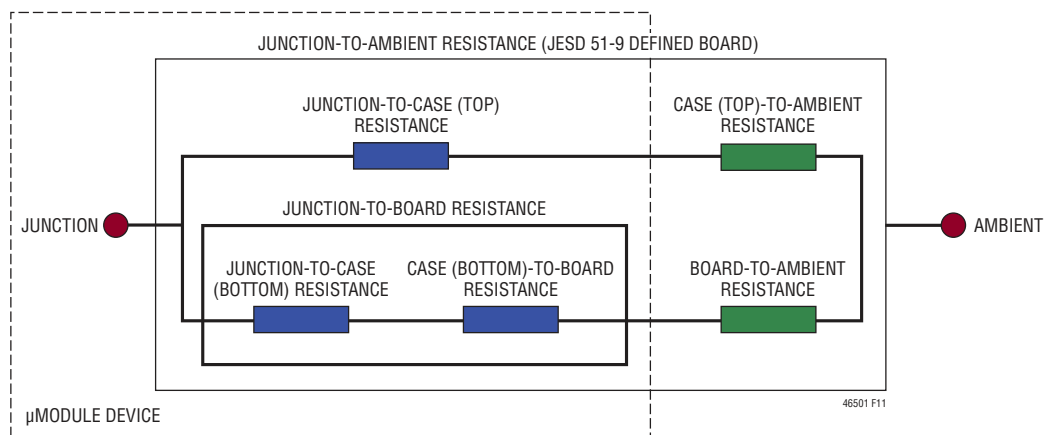 JUNCTION-TO-AMBIENT RESISTANCE (JESD 51-9 DEFINED BOARD)
JUNCTION-TO-CASE (TOP)
RESISTANCE
CASE (TOP)-TO-AMBIENT
RESISTANCE
JUNCTION-TO-BOARD RESISTANCE
JUNCTION
AMBIENT
JUNCTION-TO-CASE
(BOTTOM) RESISTANCE
CASE (BOTTOM)-TO-BOARD
RESISTANCE
BOARD-TO-AMBIENT
RESISTANCE
46501 F11
µMODULE DEVICE